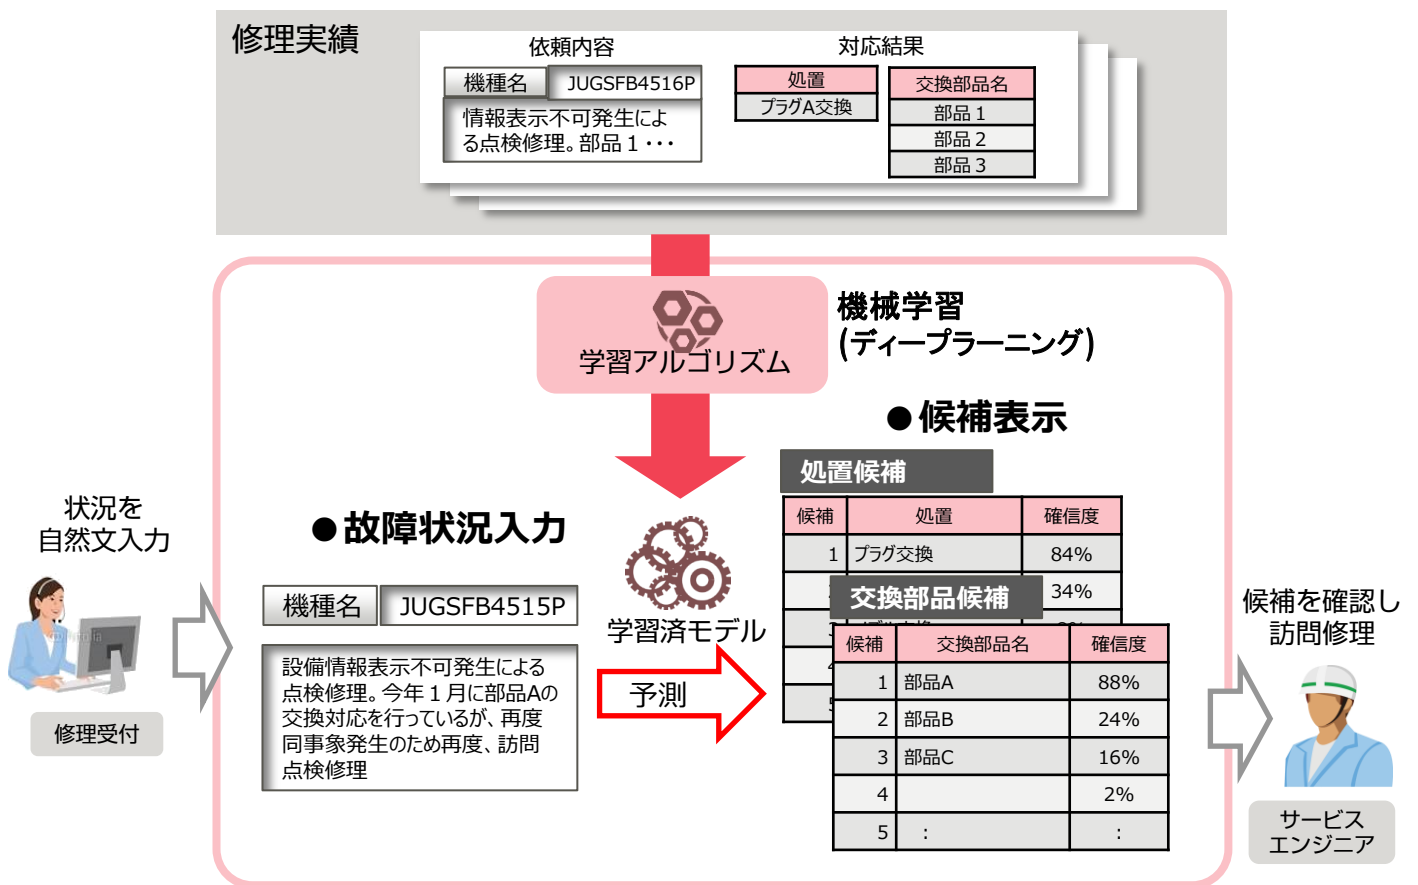 修理実績
依頼内容
対応結果
機種名 JUGSFB4516P
情報表示不可発生によ
る点検修理。部品１・・・
処置
プラグA交換
交換部品名
部品１
部品２
部品３
学習アルゴリズム
機械学習
(ディープラーニング)
●候補表示
処置候補
候補 処置 確信度
1 プラグ交換 84%
34%
交換部品候補
候補 交換部品名 確信度
1 部品A 88%
2 部品B 24%
3 部品C 16%
4 2%
5 : :
状況を
自然文入力
修理受付
●故障状況入力
機種名 JUGSFB4515P
設備情報表示不可発生による
点検修理。今年１月に部品Aの
交換対応を行っているが、再度
同事象発生のため再度、訪問
点検修理
学習済モデル
予測
候補を確認し
訪問修理
サービス
エンジニア